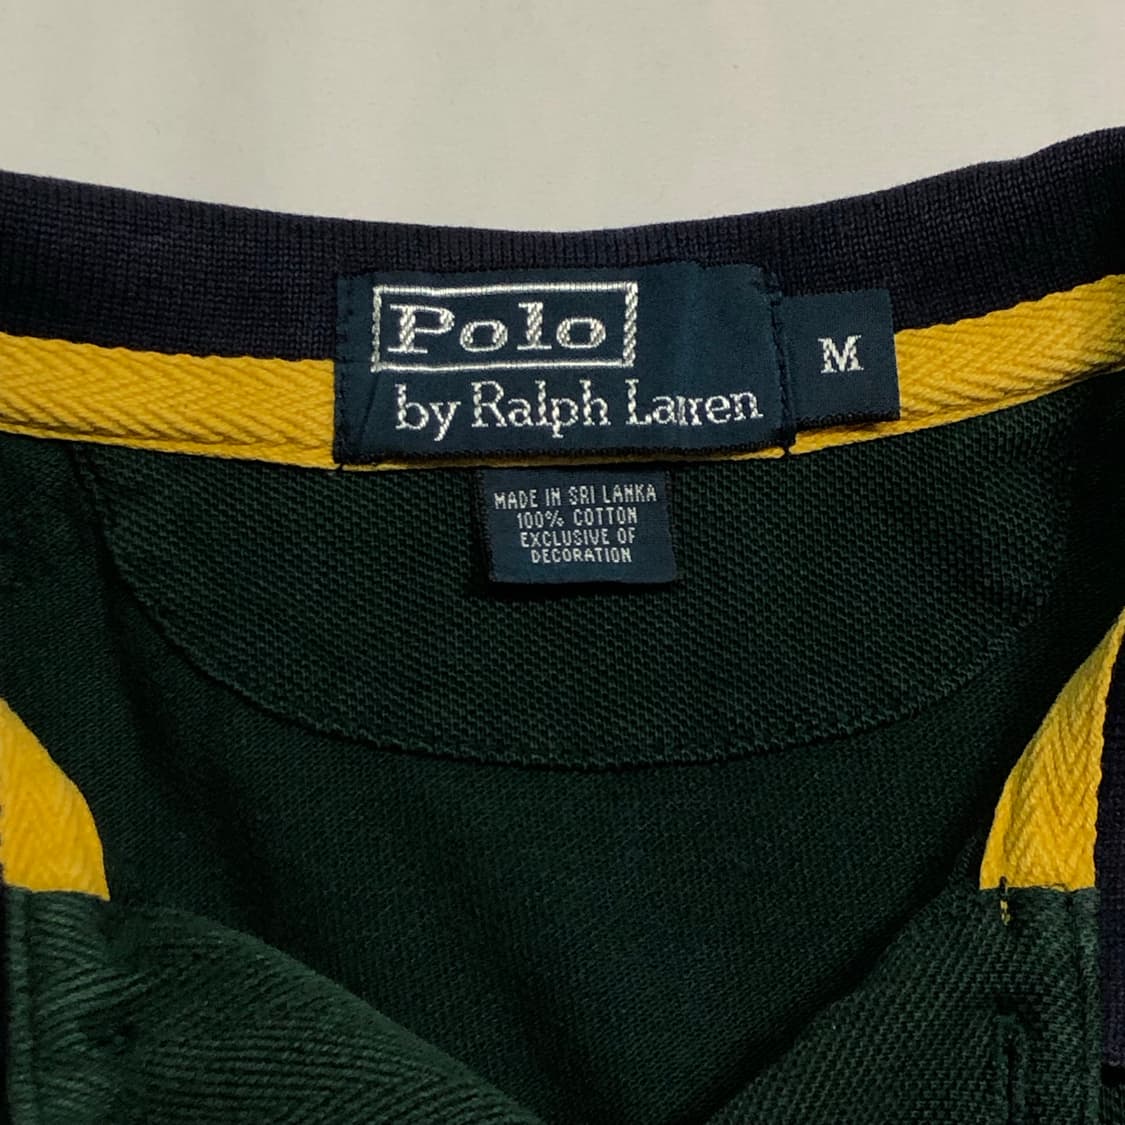 Polo
by Ralph Lauren
M
MADE IN SRI LANKA
100% COTTON
EXCLUSIVE OF
DECORATION